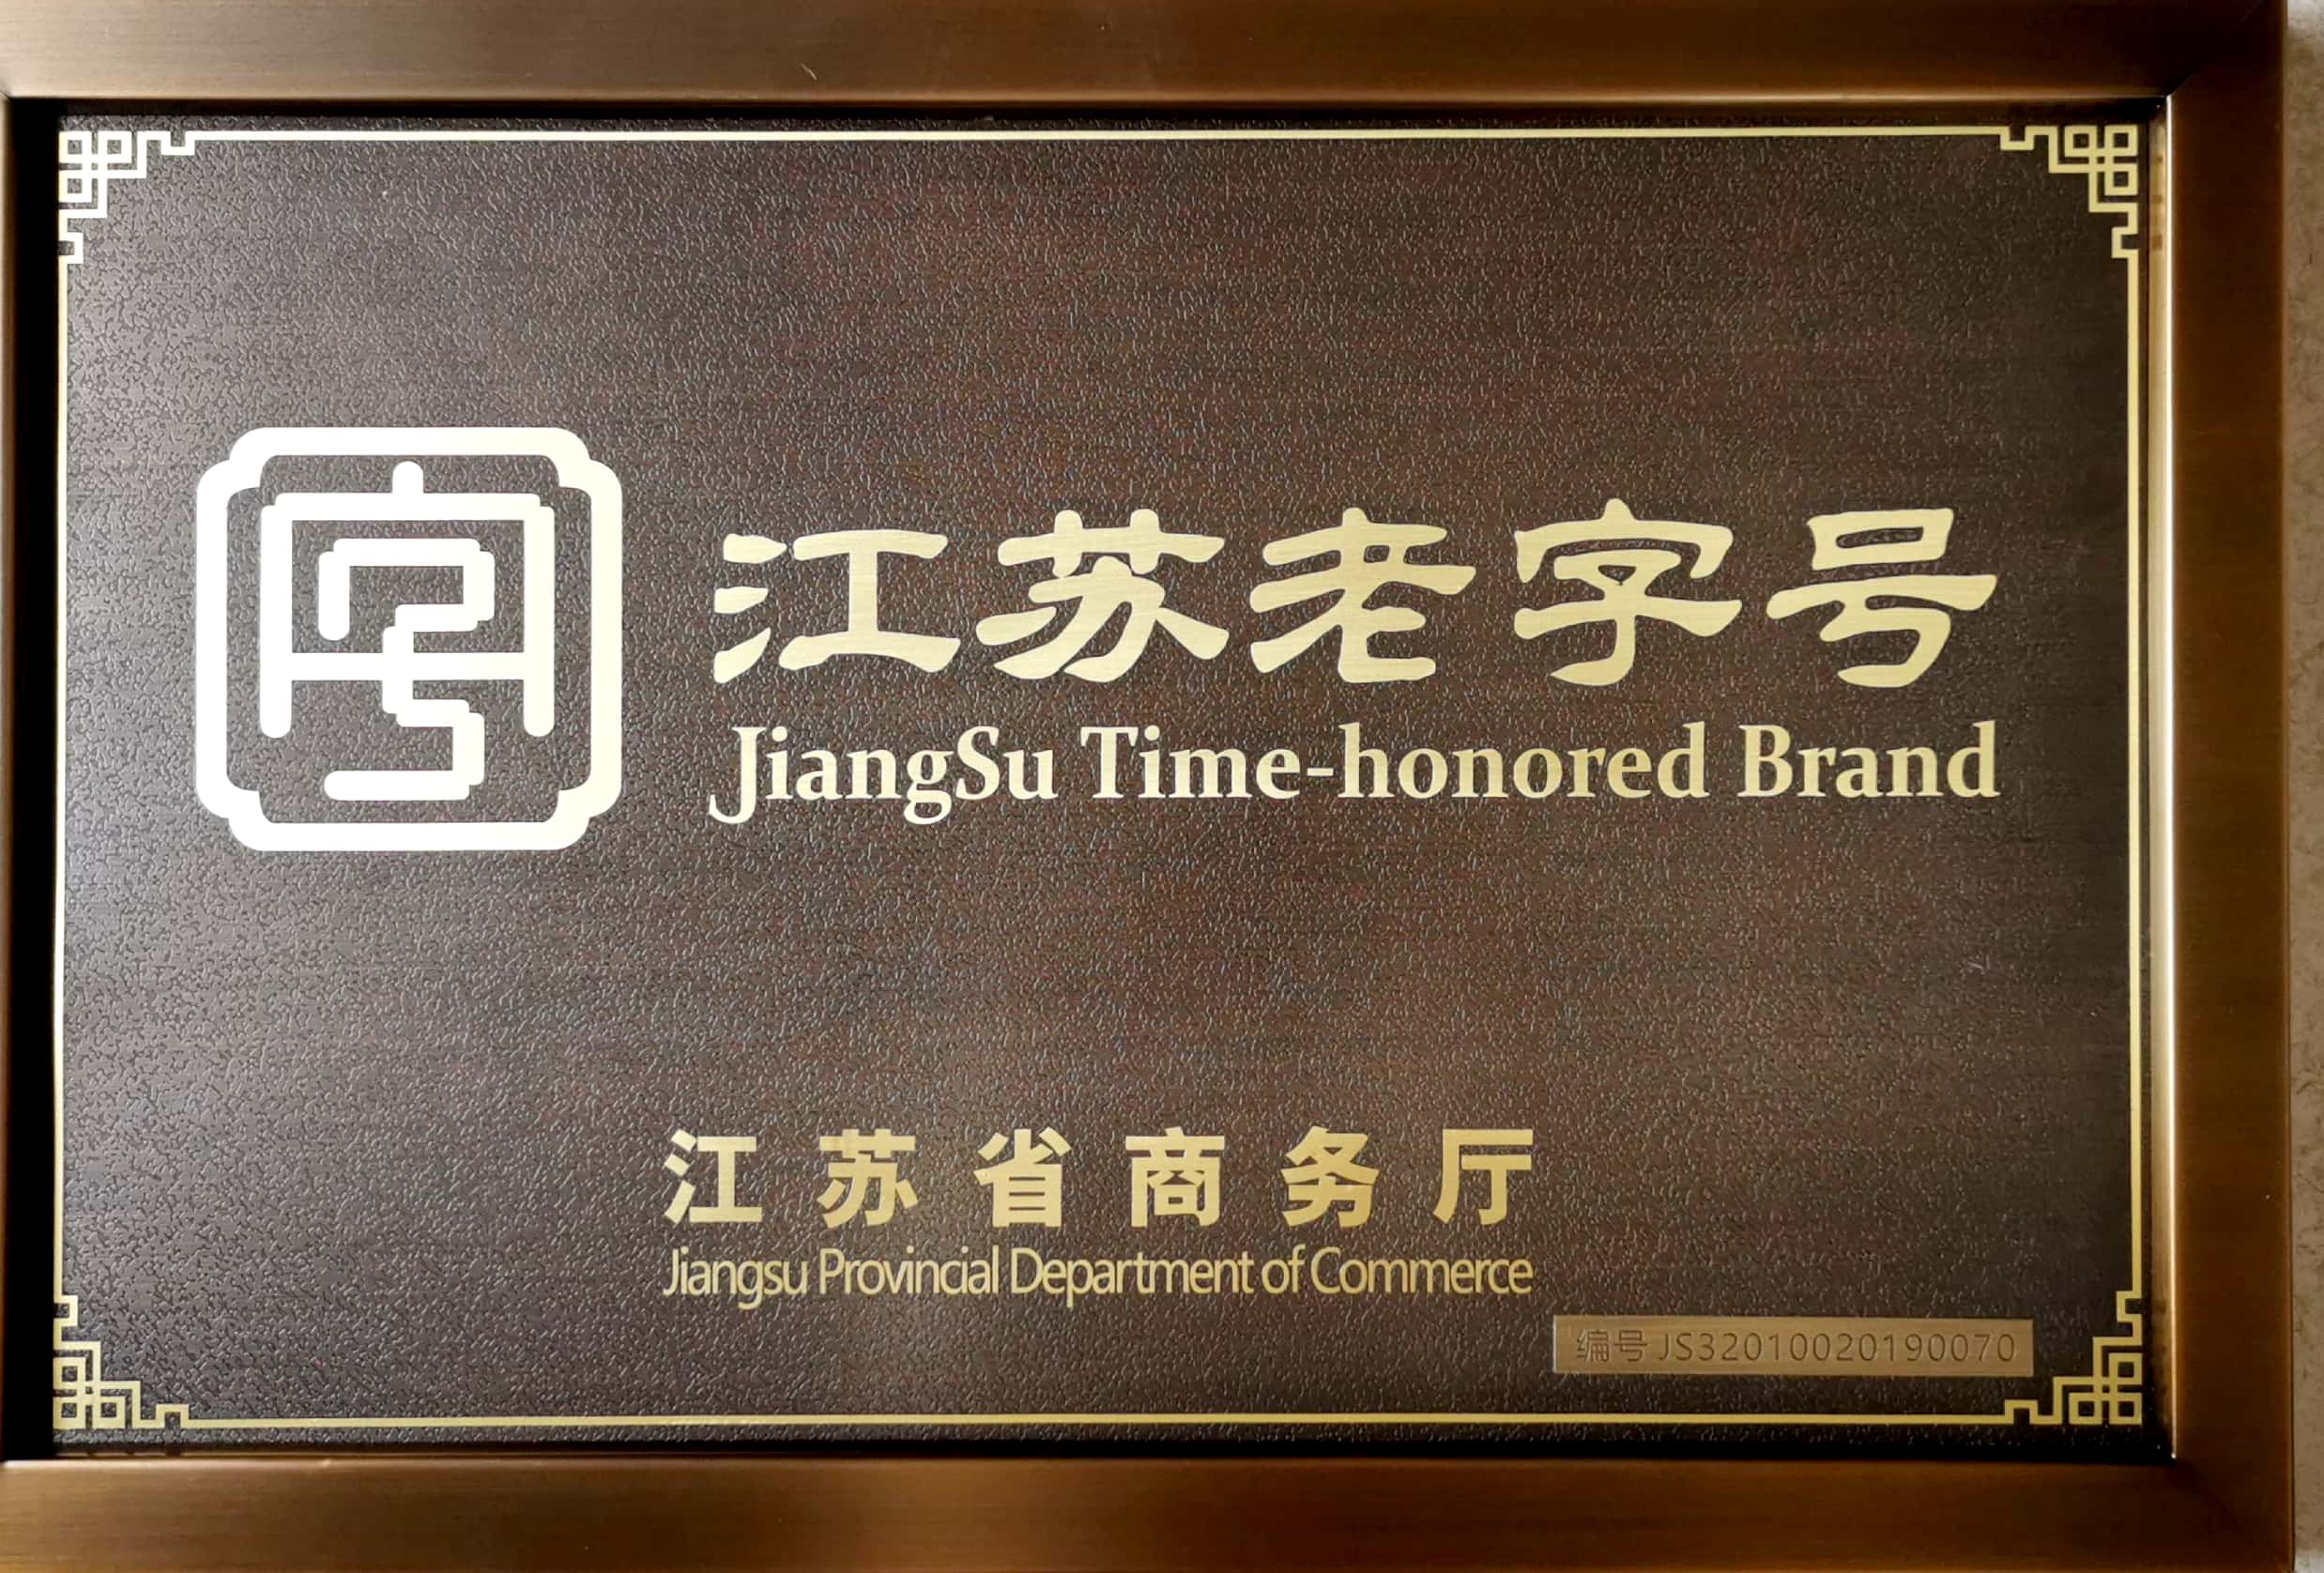 江苏老字号
JiangSu Time-honored Brand
江苏省商务厅
Jiangsu Provincial Department of Commerce
编号 JS32010020190070